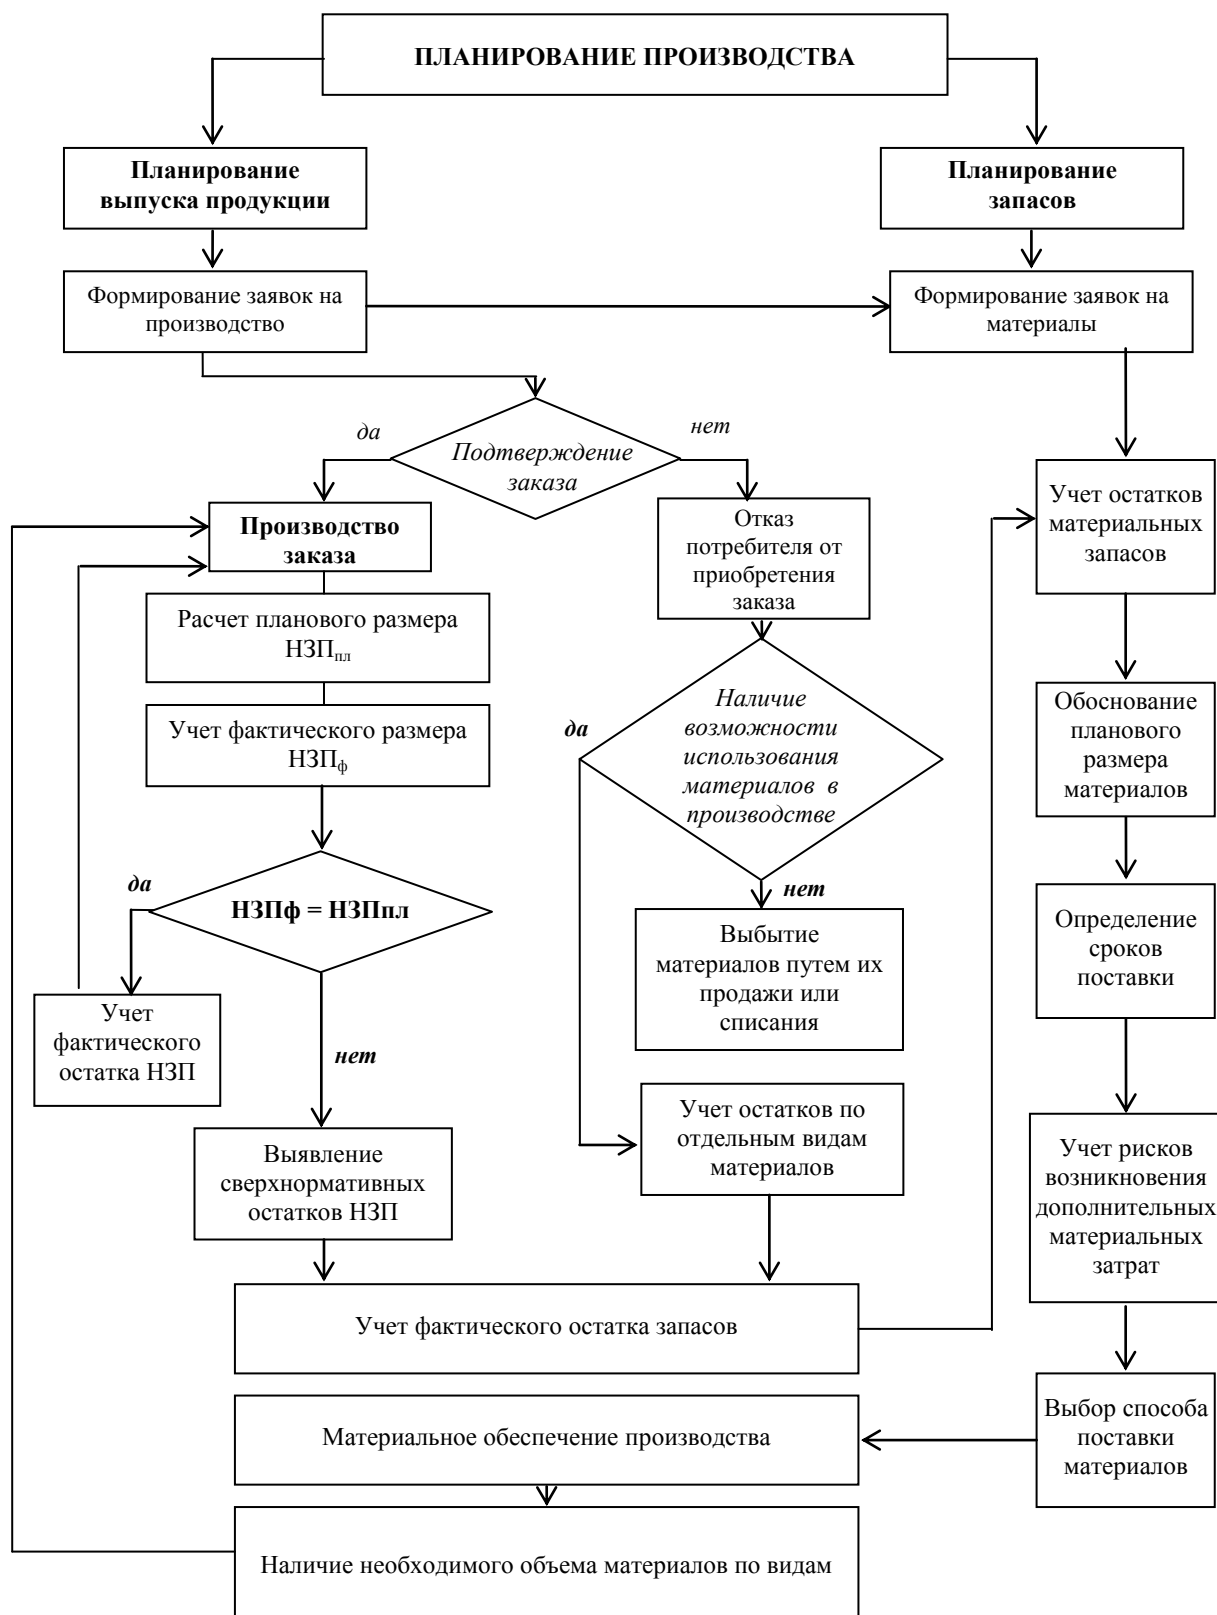 ПЛАНИРОВАНИЕ ПРОИЗВОДСТВА
Планирование
выпуска продукции
Планирование
запасов
Формирование заявок на
производство
Формирование заявок на
материалы
да
нет
Подтверждение
заказа
Производство
заказа
Отказ
потребителя от
приобретения
заказа
Учет остатков
материальных
запасов
Расчет планового размера
НЗПпл
Учет фактического размера
НЗПф
да
Наличие
возможности
использования
материалов в
производстве
Обоснование
планового
размера
материалов
да
НЗПф = НЗПпл
нет
Выбытие
материалов путем их
продажи или
списания
Определение
сроков
поставки
Учет
фактического
остатка НЗП
нет
Учет остатков по
отдельным видам
материалов
Выявление
сверхнормативных
остатков НЗП
Учет рисков
возникновения
дополнительных
материальных
затрат
Учет фактического остатка запасов
Материальное обеспечение производства
Выбор способа
поставки
материалов
Наличие необходимого объема материалов по видам